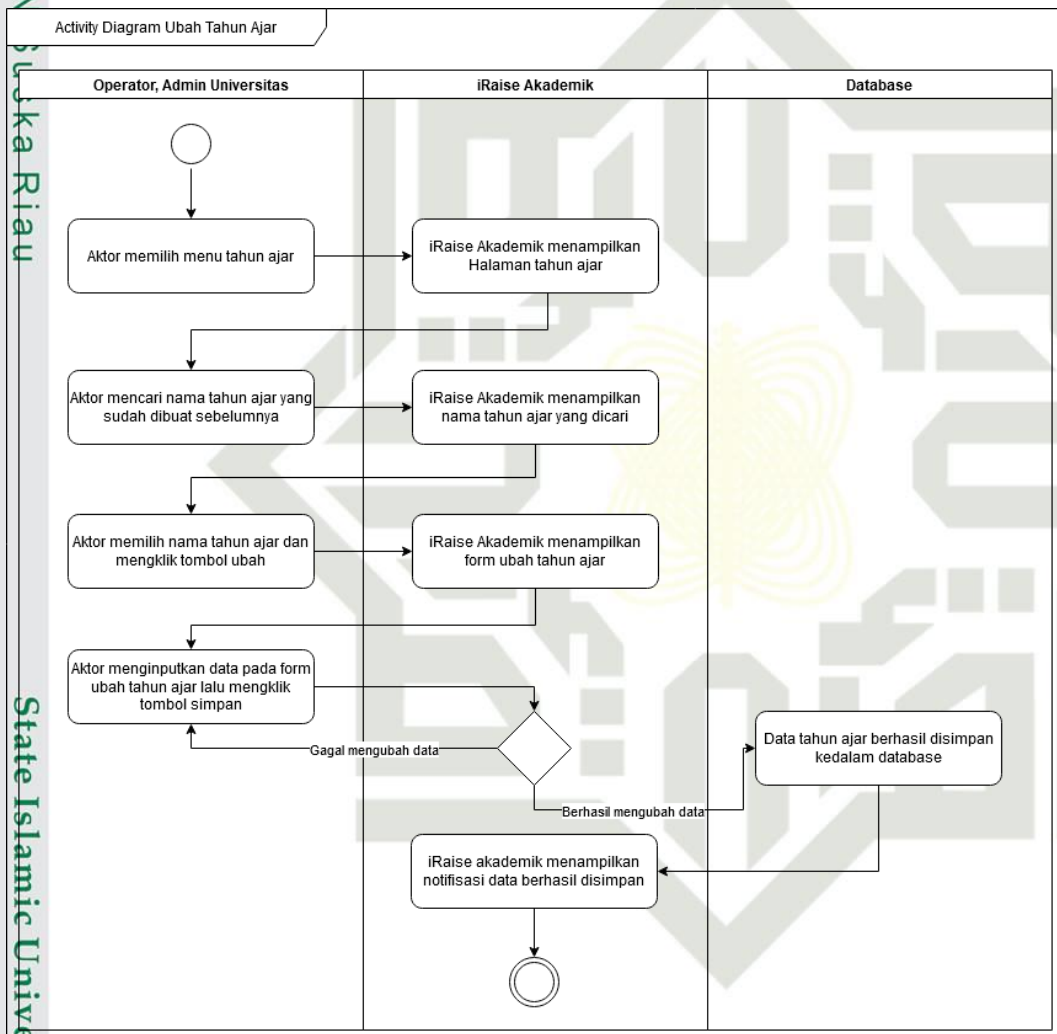 Activity Diagram Ubah Tahun Ajar
Operator, Admin Universitas
iRaise Akademik
Database
Aktor memilih menu tahun ajar
iRaise Akademik menampilkan
Halaman tahun ajar
Aktor mencari nama tahun ajar yang
sudah dibuat sebelumnya
iRaise Akademik menampilkan
nama tahun ajar yang dicari
Aktor memilih nama tahun ajar dan
mengklik tombol ubah
iRaise Akademik menampilkan
form ubah tahun ajar
Aktor menginputkan data pada form
ubah tahun ajar lalu mengklik
tombol simpan
Gagal mengubah data
Data tahun ajar berhasil disimpan
kedalam database
Berhasil mengubah data
iRaise akademik menampilkan
notifisasi data berhasil disimpan
Suska Riau
State Islamic Unive